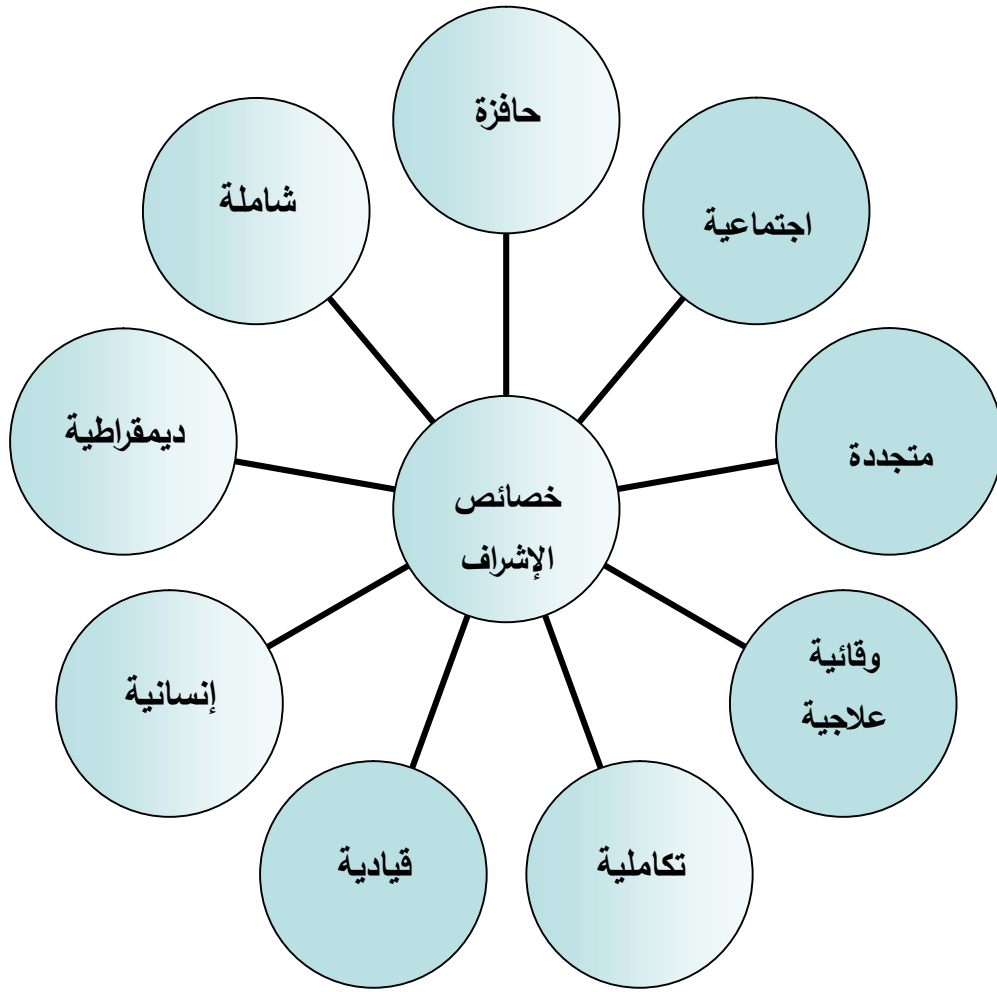 حافزة
اجتماعية
شاملة
متجددة
ديمقراطية
خصائص
الإشراف
وقائية
علاجية
إنسانية
تكاملية
قيادية